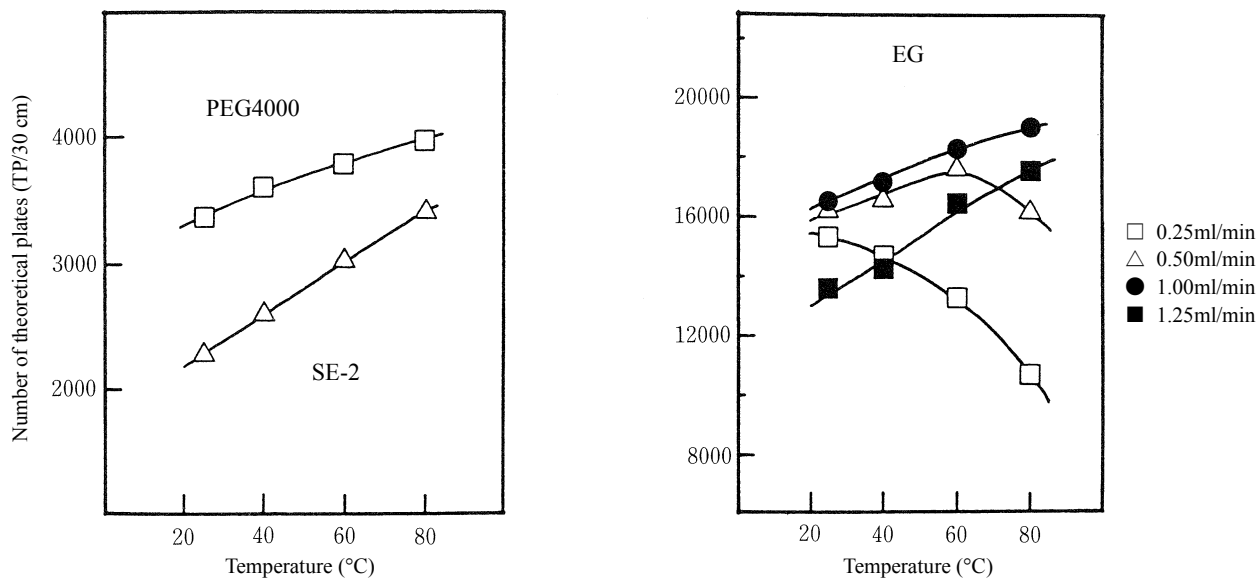 Number of theoretical plates (TP/30 cm)
4000
3000
2000
PEG4000
SE-2
20 40 60 80
Temperature (°C)
EG
20000
16000
12000
8000
20 40 60 80
Temperature (°C)
0.25ml/min
0.50ml/min
1.00ml/min
1.25ml/min